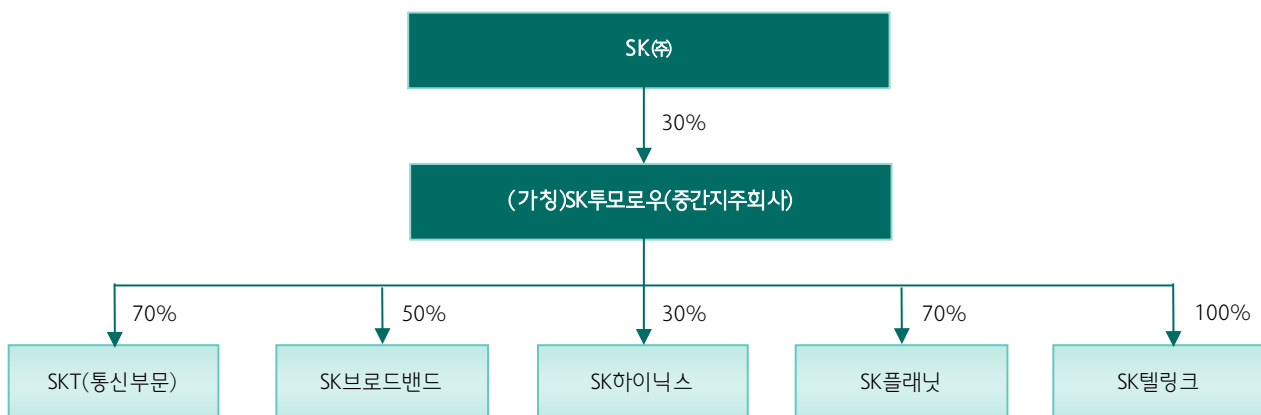 SK㈜
30%
(가칭)SK투모로우(중간지주회사)
70%
50%
30%
70%
100%
SKT(통신부문)
SK브로드밴드
SK하이닉스
SK플래닛
SK텔링크